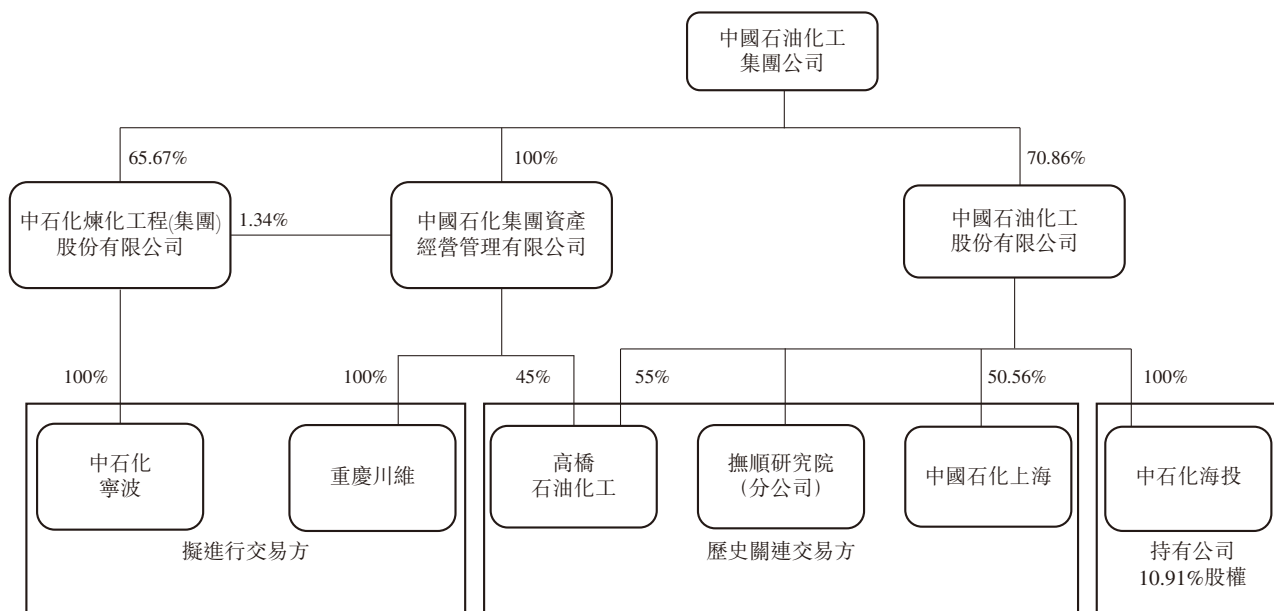 中國石油化工
集團公司
65.67%
100%
70.86%
中石化煉化工程(集團)
股份有限公司
1.34%
中國石化集團資產
經營管理有限公司
中國石油化工
股份有限公司
100%
100%
45%
55%
50.56%
100%
中石化
寧波
重慶川維
高橋
石油化工
撫順研究院
(分公司)
中國石化上海
中石化海投
擬進行交易方
歷史關連交易方
持有公司
10.91%股權